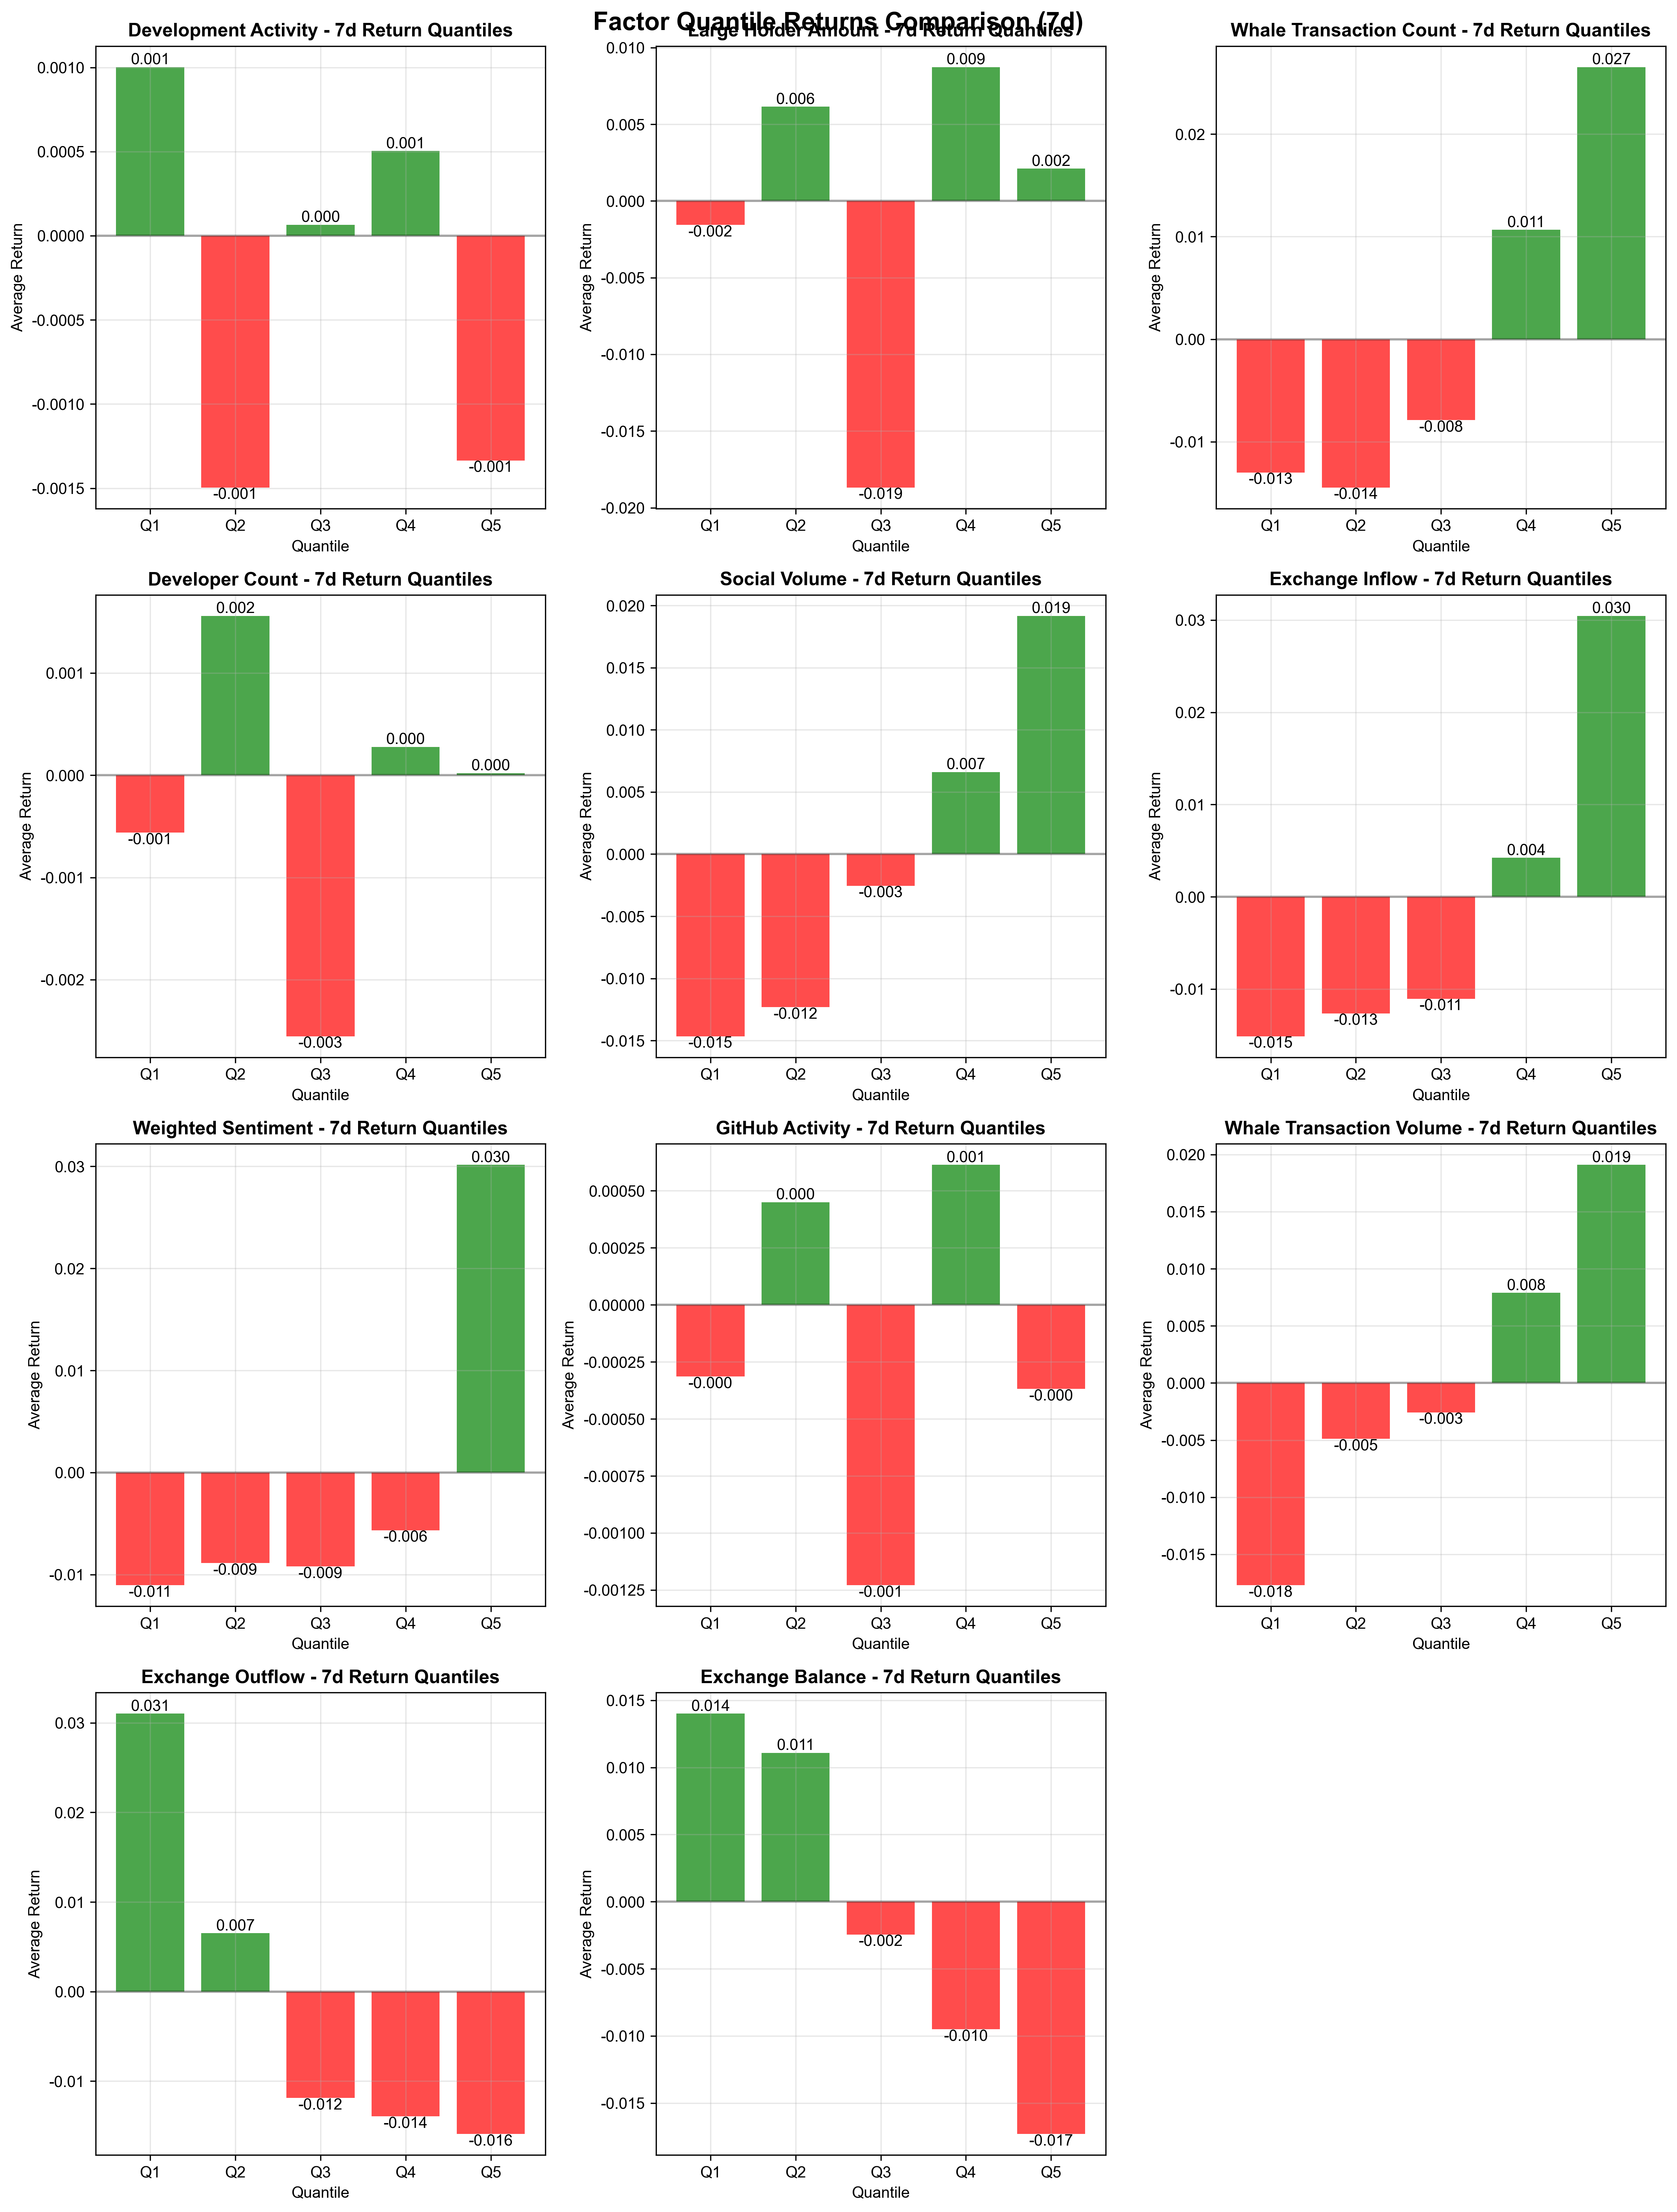 Factor Quantile Returns Comparison (7d)
Development Activity - 7d Return Quantiles
Average Return
0.0010
0.0005
0.0000
-0.0005
-0.0010
-0.0015
0.001
-0.001
0.000
0.001
-0.001
Q1 Q2 Q3 Q4 Q5
Quantile
Large Holder Amount - 7d Return Quantiles
Average Return
0.010
0.005
0.000
-0.005
-0.010
-0.015
-0.020
-0.002
0.006
-0.019
0.009
0.002
Q1 Q2 Q3 Q4 Q5
Quantile
Whale Transaction Count - 7d Return Quantiles
Average Return
0.02
0.01
0.00
-0.01
-0.013
-0.014
-0.008
0.011
0.027
Q1 Q2 Q3 Q4 Q5
Quantile
Developer Count - 7d Return Quantiles
Average Return
0.001
0.000
-0.001
-0.002
-0.001
0.002
-0.003
0.000
0.000
Q1 Q2 Q3 Q4 Q5
Quantile
Social Volume - 7d Return Quantiles
Average Return
0.020
0.015
0.010
0.005
0.000
-0.005
-0.010
-0.015
-0.015
-0.012
-0.003
0.007
0.019
Q1 Q2 Q3 Q4 Q5
Quantile
Exchange Inflow - 7d Return Quantiles
Average Return
0.03
0.02
0.01
0.00
-0.01
-0.015
-0.013
-0.011
0.004
0.030
Q1 Q2 Q3 Q4 Q5
Quantile
Weighted Sentiment - 7d Return Quantiles
Average Return
0.03
0.02
0.01
0.00
-0.01
-0.011
-0.009
-0.009
-0.006
0.030
Q1 Q2 Q3 Q4 Q5
Quantile
GitHub Activity - 7d Return Quantiles
Average Return
0.00050
0.00025
0.00000
-0.00025
-0.00050
-0.00075
-0.00100
-0.00125
-0.000
0.000
-0.001
0.001
-0.000
Q1 Q2 Q3 Q4 Q5
Quantile
Whale Transaction Volume - 7d Return Quantiles
Average Return
0.020
0.015
0.010
0.005
0.000
-0.005
-0.010
-0.015
-0.018
-0.005
-0.003
0.008
0.019
Q1 Q2 Q3 Q4 Q5
Quantile
Exchange Outflow - 7d Return Quantiles
Average Return
0.03
0.02
0.01
0.00
-0.01
0.031
0.007
-0.012
-0.014
-0.016
Q1 Q2 Q3 Q4 Q5
Quantile
Exchange Balance - 7d Return Quantiles
Average Return
0.015
0.010
0.005
0.000
-0.005
-0.010
-0.015
0.014
0.011
-0.002
-0.010
-0.017
Q1 Q2 Q3 Q4 Q5
Quantile